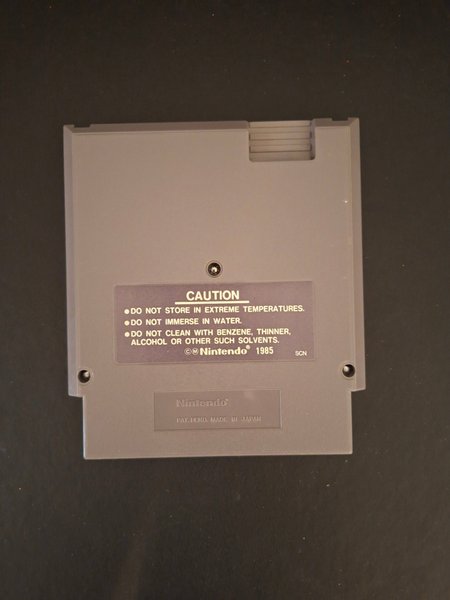 CAUTION
●DO NOT STORE IN EXTREME TEMPERATURES.
●DO NOT IMMERSE IN WATER.
●DO NOT CLEAN WITH BENZENE, THINNER,
ALCOHOL OR OTHER SUCH SOLVENTS.
©Ⓜ Nintendo® 1985 SCN
Nintendo®
PAT.PEND. MADE IN JAPAN